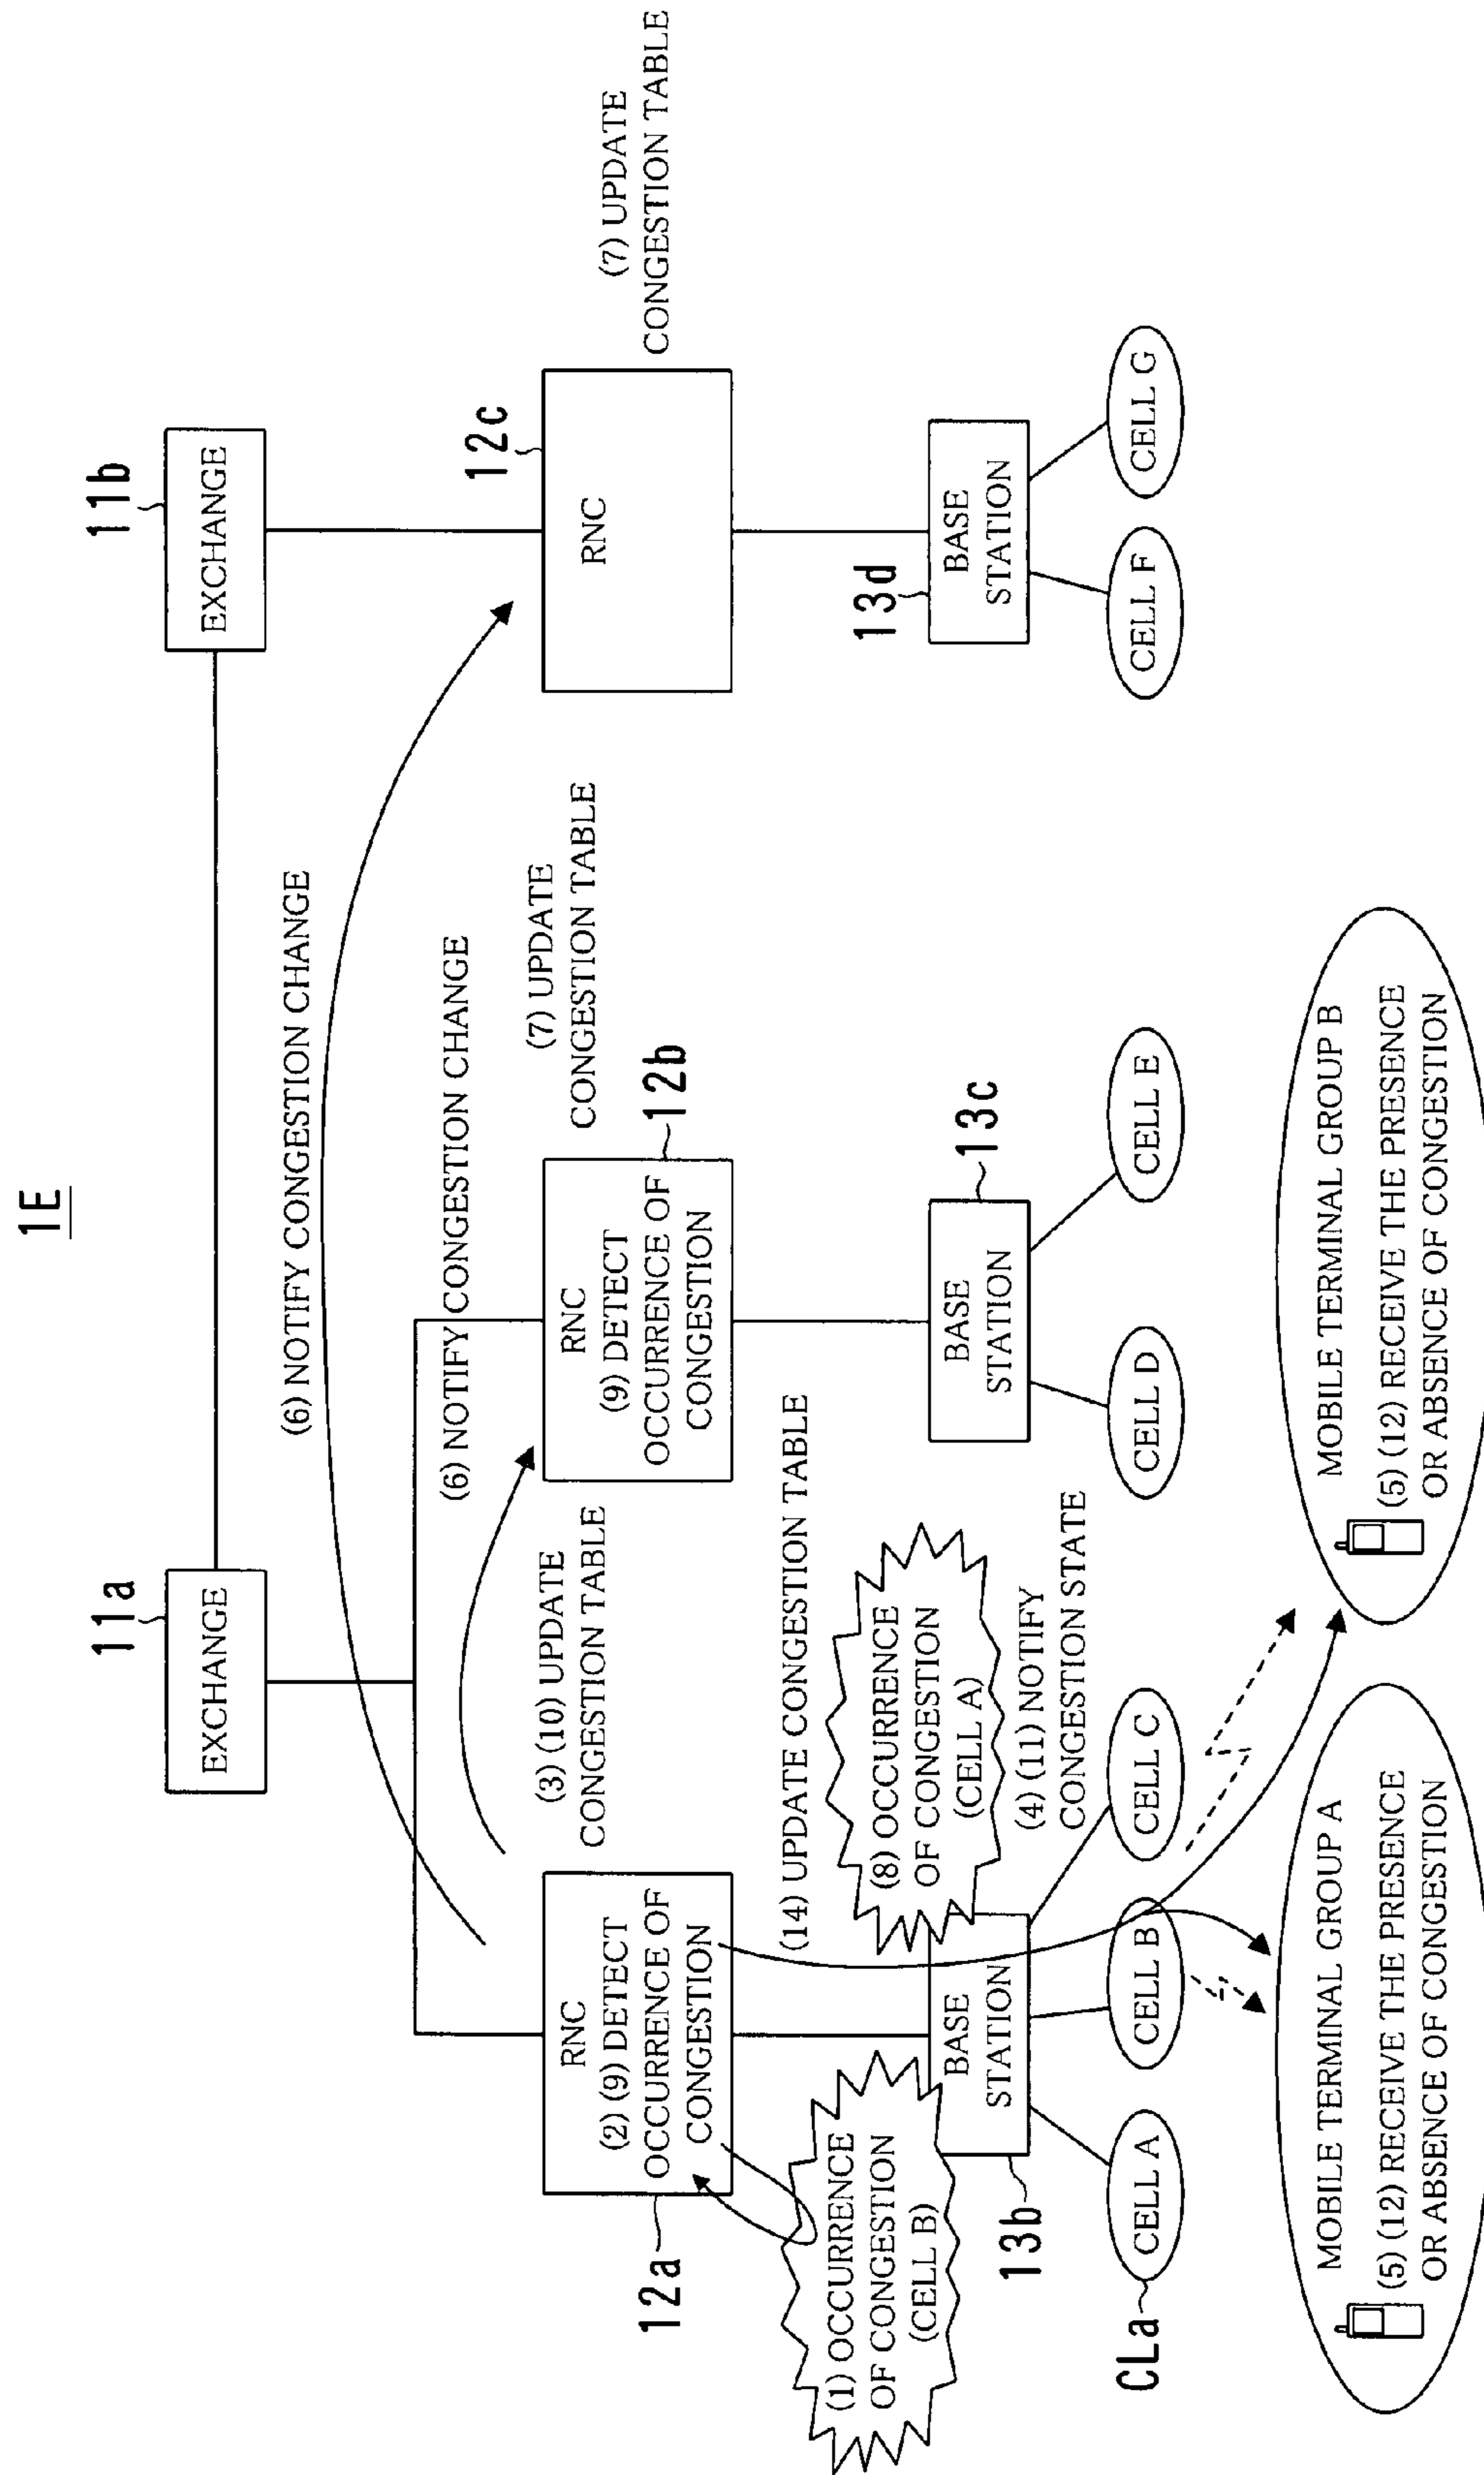 1E
11a
EXCHANGE
11b
EXCHANGE
(6) NOTIFY CONGESTION CHANGE
(6) NOTIFY CONGESTION CHANGE
(3) (10) UPDATE
CONGESTION TABLE
(7) UPDATE
CONGESTION TABLE
(7) UPDATE
CONGESTION TABLE
12a
RNC
(2) (9) DETECT
OCCURRENCE OF
CONGESTION
12b
RNC
(9) DETECT
OCCURRENCE OF
CONGESTION
12c
RNC
(14) UPDATE CONGESTION TABLE
(1) OCCURRENCE
OF CONGESTION
(CELL B)
(8) OCCURRENCE
OF CONGESTION
(CELL A)
(4) (11) NOTIFY
CONGESTION STATE
13b
BASE
STATION
13c
BASE
STATION
13d
BASE
STATION
CLa
CELL A
CELL B
CELL C
CELL D
CELL E
CELL F
CELL G
MOBILE TERMINAL GROUP A
(5) (12) RECEIVE THE PRESENCE
OR ABSENCE OF CONGESTION
MOBILE TERMINAL GROUP B
(5) (12) RECEIVE THE PRESENCE
OR ABSENCE OF CONGESTION